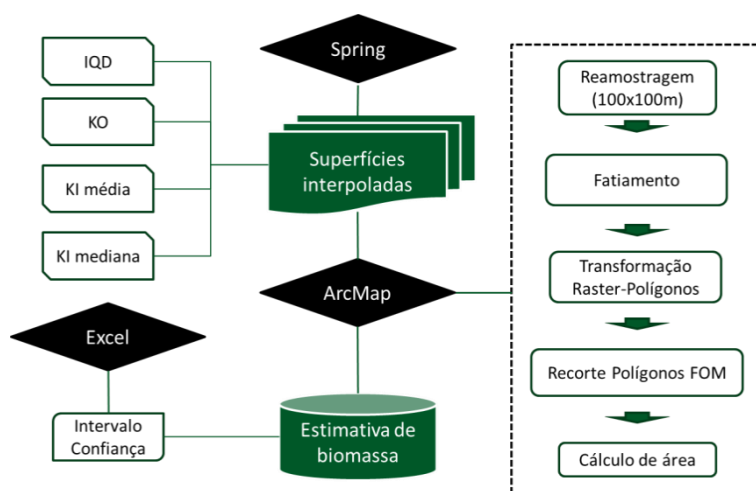 IQD
KO
KI média
KI mediana
Spring
Superfícies
interpoladas
ArcMap
Excel
Intervalo
Confiança
Estimativa de
biomassa
Reamostragem
(100x100m)
Fatiamento
Transformação
Raster-Polígonos
Recorte Polígonos FOM
Cálculo de área